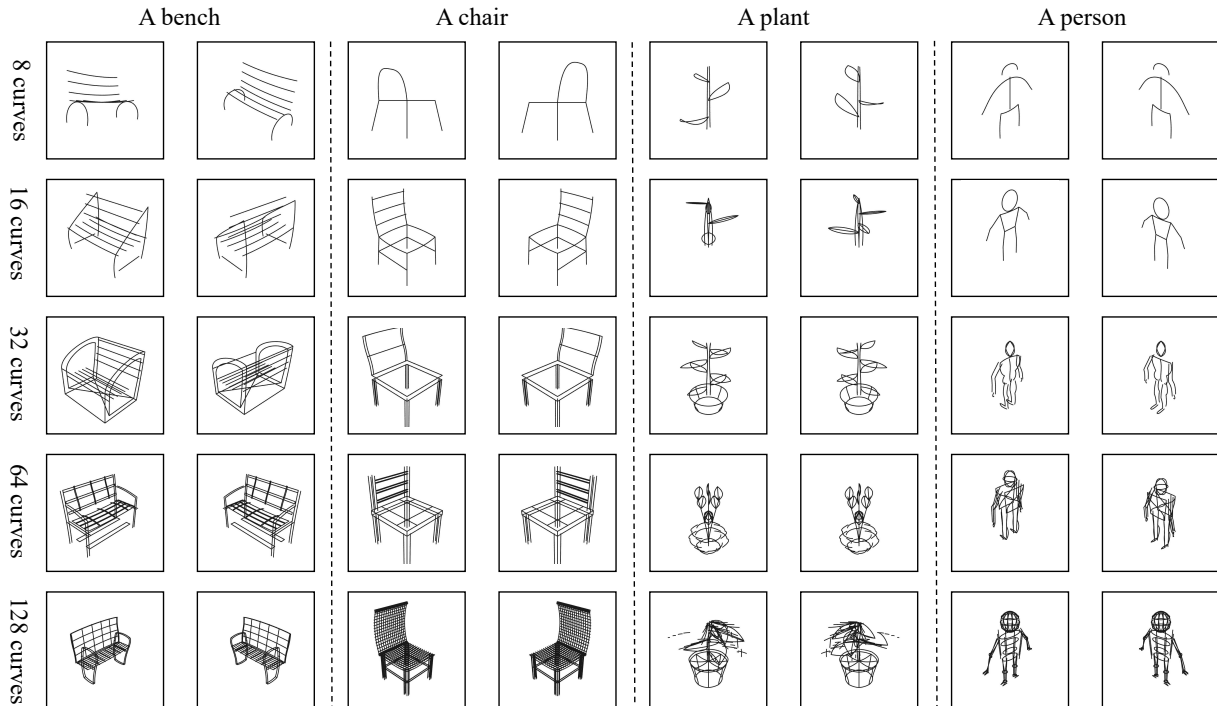 A bench
A chair
A plant
A person
8 curves
16 curves
32 curves
64 curves
128 curves